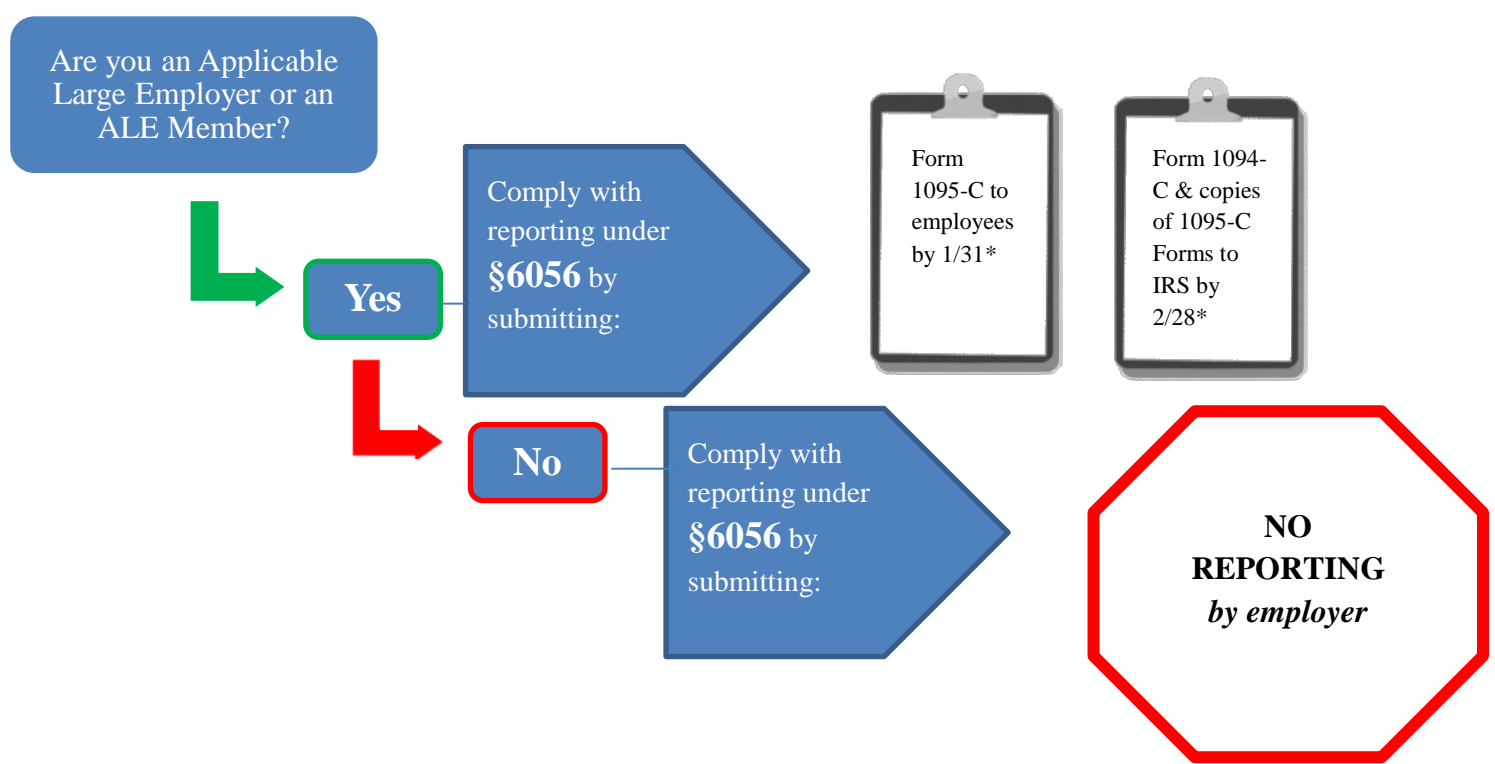 Are you an Applicable
Large Employer or an
ALE Member?
Yes
Comply with
reporting under
§6056 by
submitting:
Form
1095-C to
employees
by 1/31*
Form 1094-
C & copies
of 1095-C
Forms to
IRS by
2/28*
No
Comply with
reporting under
§6056 by
submitting:
NO
REPORTING
by employer